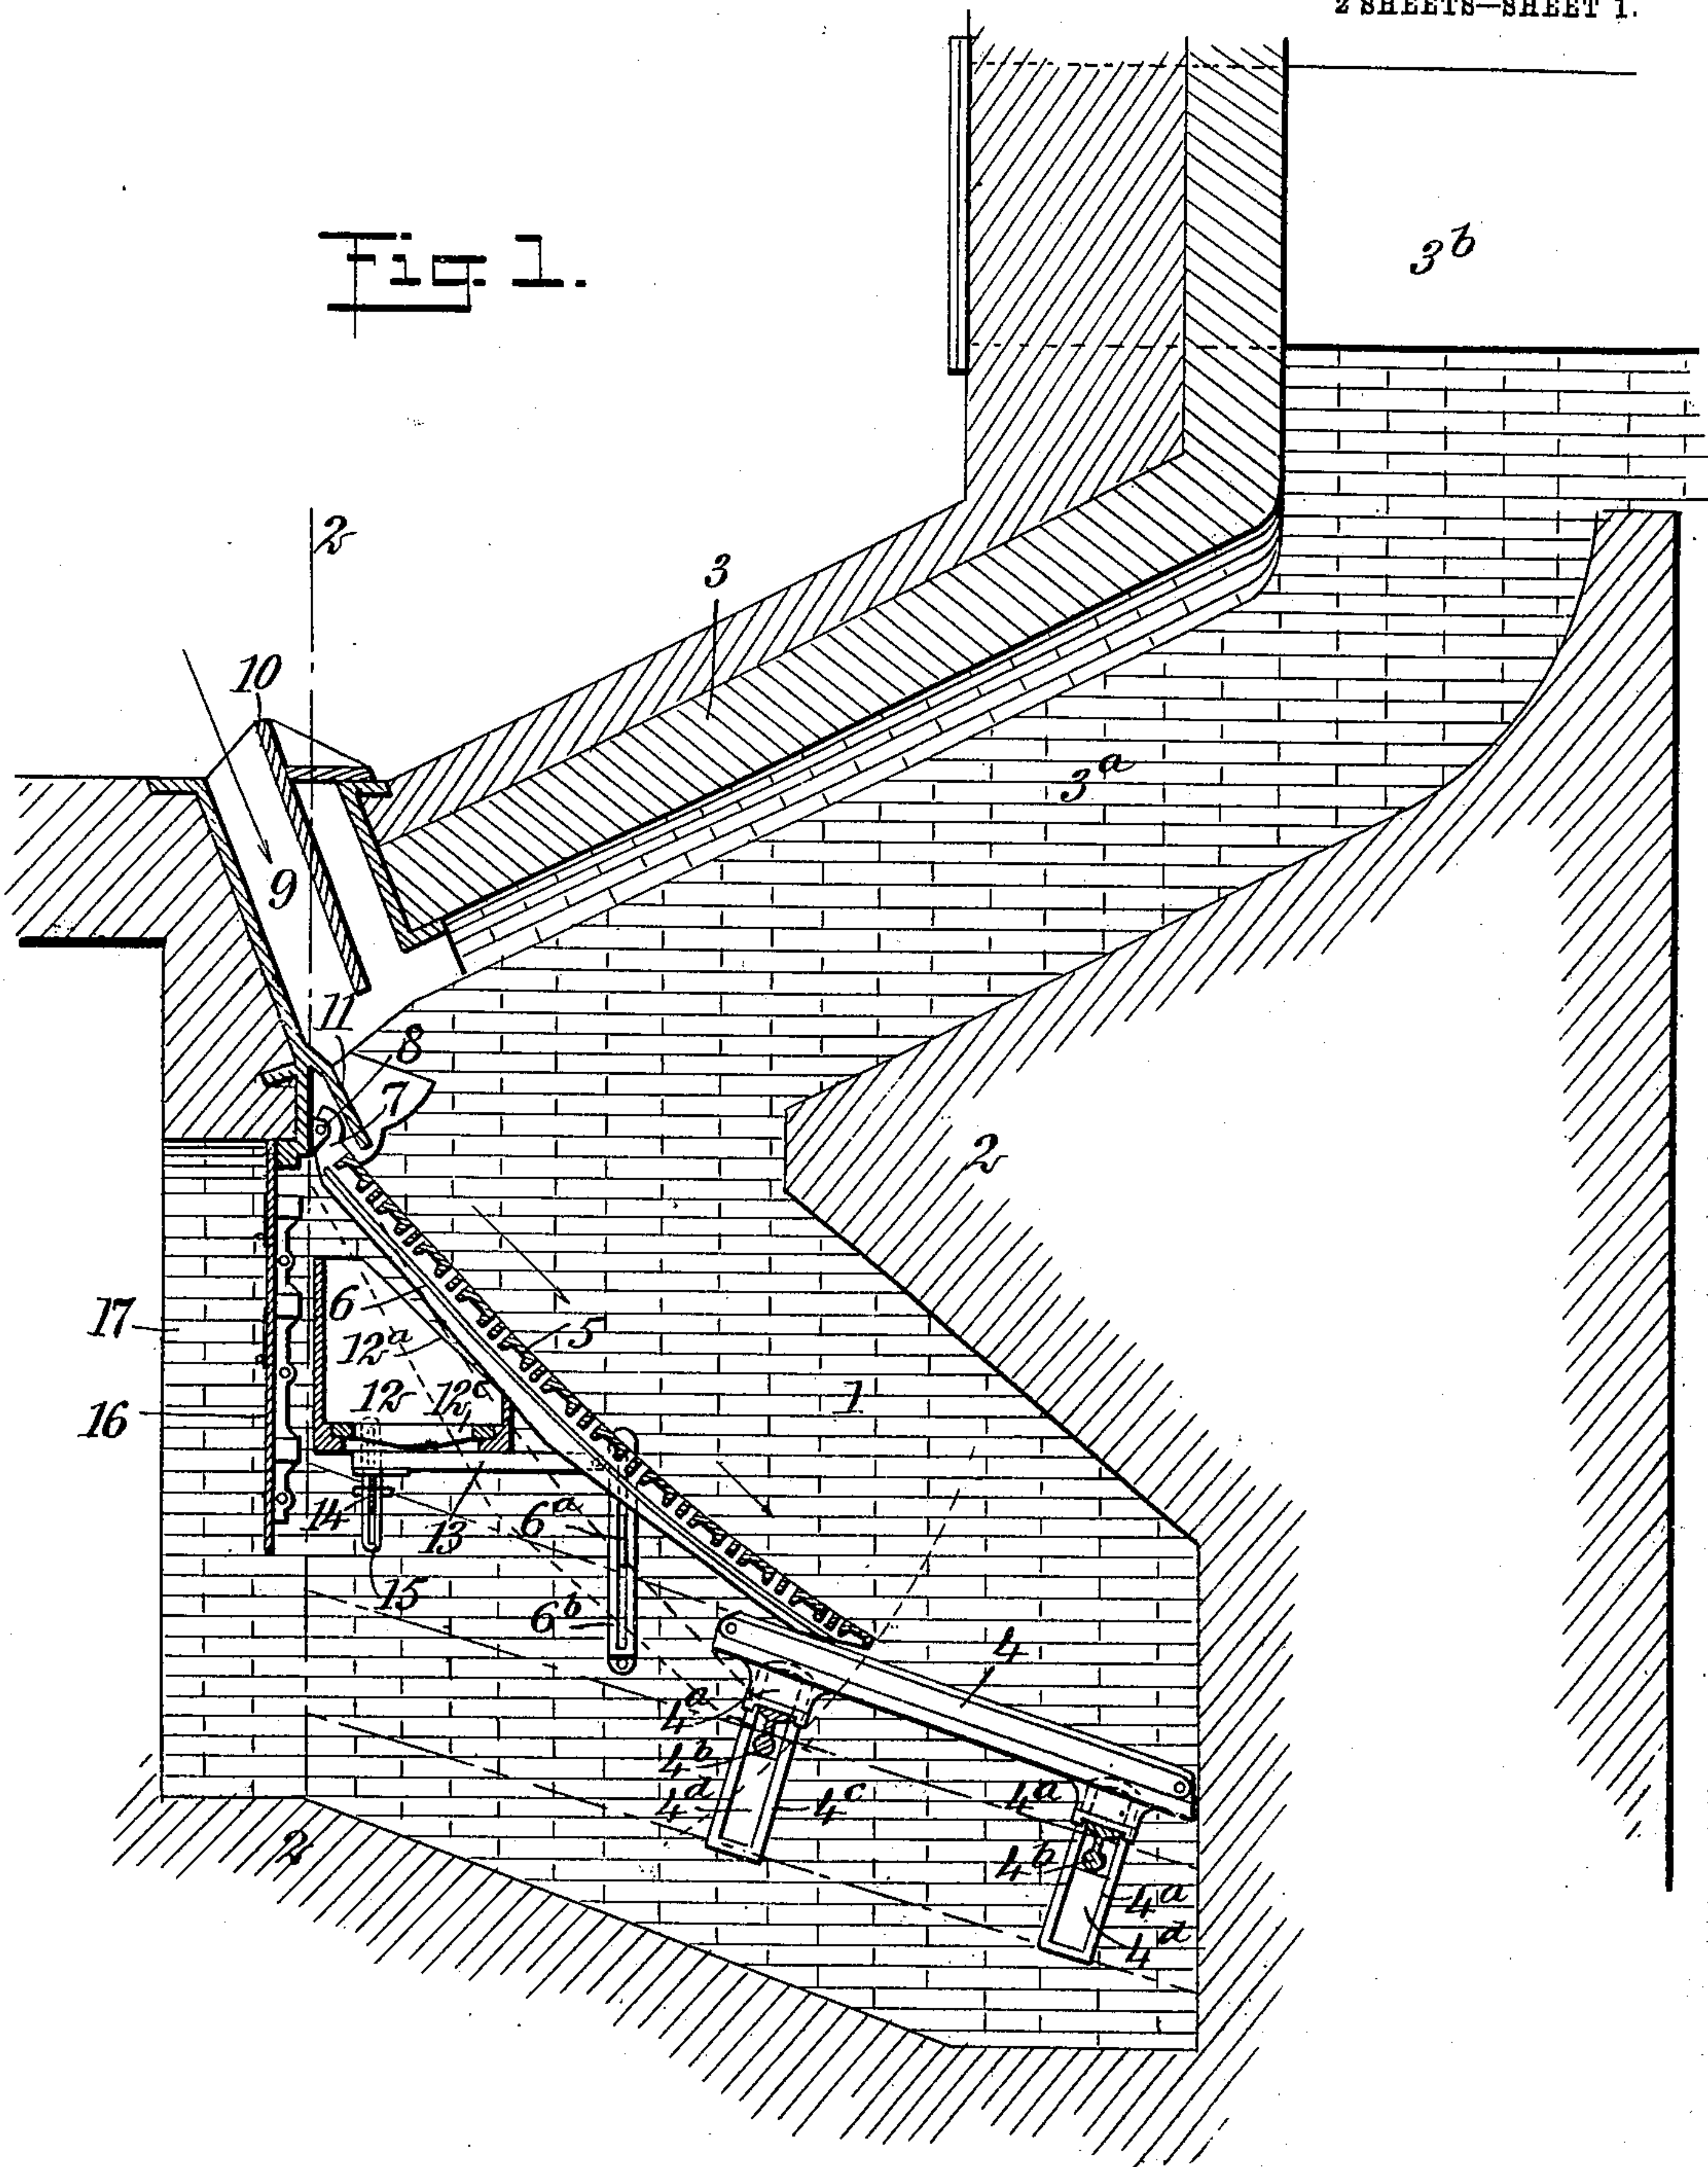 2 SHEETS—SHEET 1.
Fig. 1.
3b
2
3
10
3a
9
11
8
7
2
6
17
12a
5
12
12c
1
16
14
13
6a
15
6b
4
4a
4b
4d
4c
4a
4b
4a
4d
2